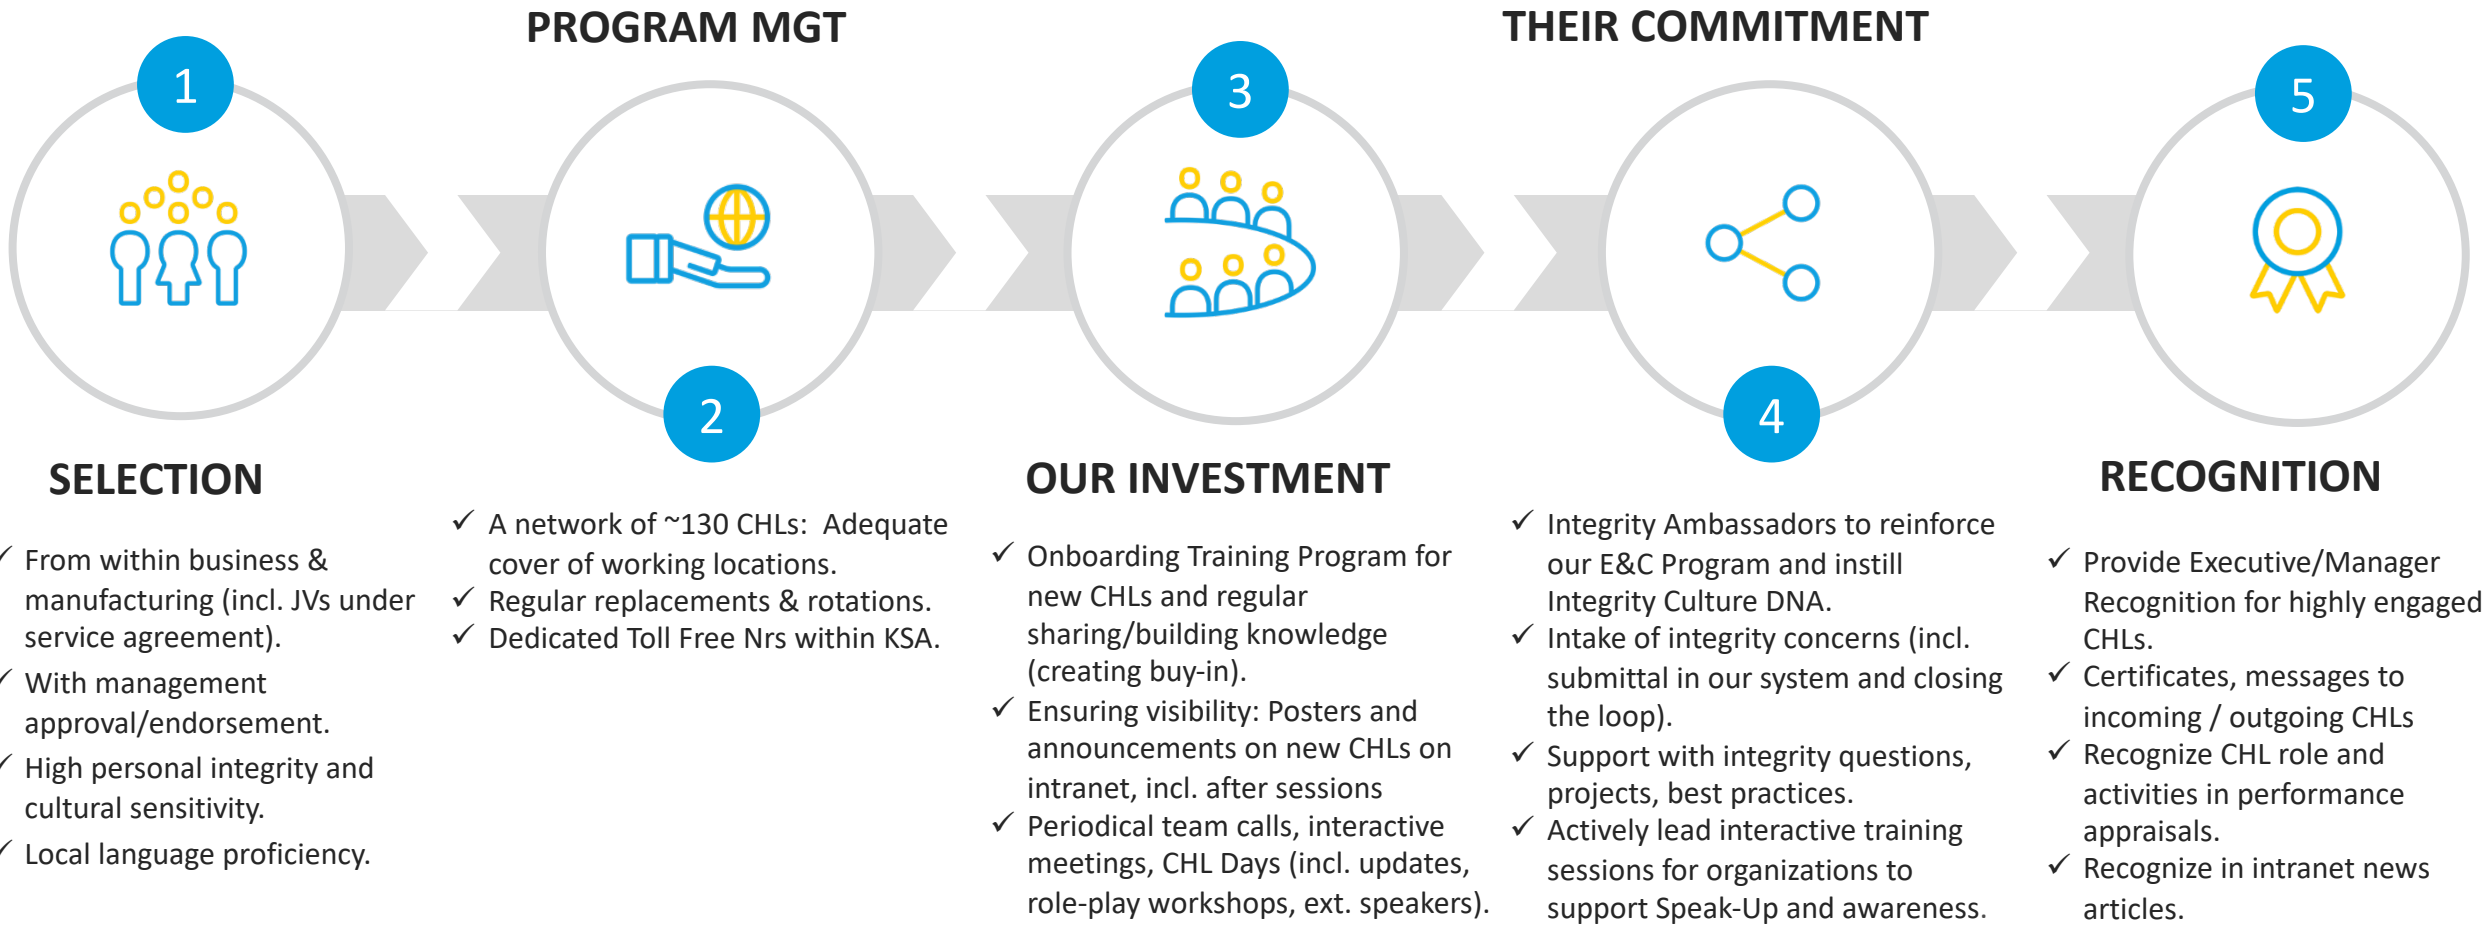 1
SELECTION
✓ From within business &
manufacturing (incl. JVs under
service agreement).
✓ With management
approval/endorsement.
✓ High personal integrity and
cultural sensitivity.
✓ Local language proficiency.
PROGRAM MGT
2
✓ A network of ~130 CHLs:  Adequate
cover of working locations.
✓ Regular replacements & rotations.
✓ Dedicated Toll Free Nrs within KSA.
3
OUR INVESTMENT
✓ Onboarding Training Program for
new CHLs and regular
sharing/building knowledge
(creating buy-in).
✓ Ensuring visibility: Posters and
announcements on new CHLs on
intranet, incl. after sessions
✓ Periodical team calls, interactive
meetings, CHL Days (incl. updates,
role-play workshops, ext. speakers).
THEIR COMMITMENT
4
✓ Integrity Ambassadors to reinforce
our E&C Program and instill
Integrity Culture DNA.
✓ Intake of integrity concerns (incl.
submittal in our system and closing
the loop).
✓ Support with integrity questions,
projects, best practices.
✓ Actively lead interactive training
sessions for organizations to
support Speak-Up and awareness.
5
RECOGNITION
✓ Provide Executive/Manager
Recognition for highly engaged
CHLs.
✓ Certificates, messages to
incoming / outgoing CHLs
✓ Recognize CHL role and
activities in performance
appraisals.
✓ Recognize in intranet news
articles.